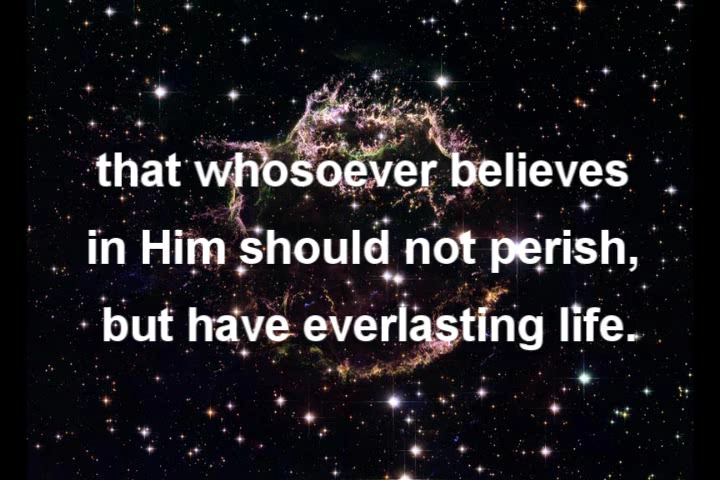 that whosoever believes
in Him should not perish,
but have everlasting life.